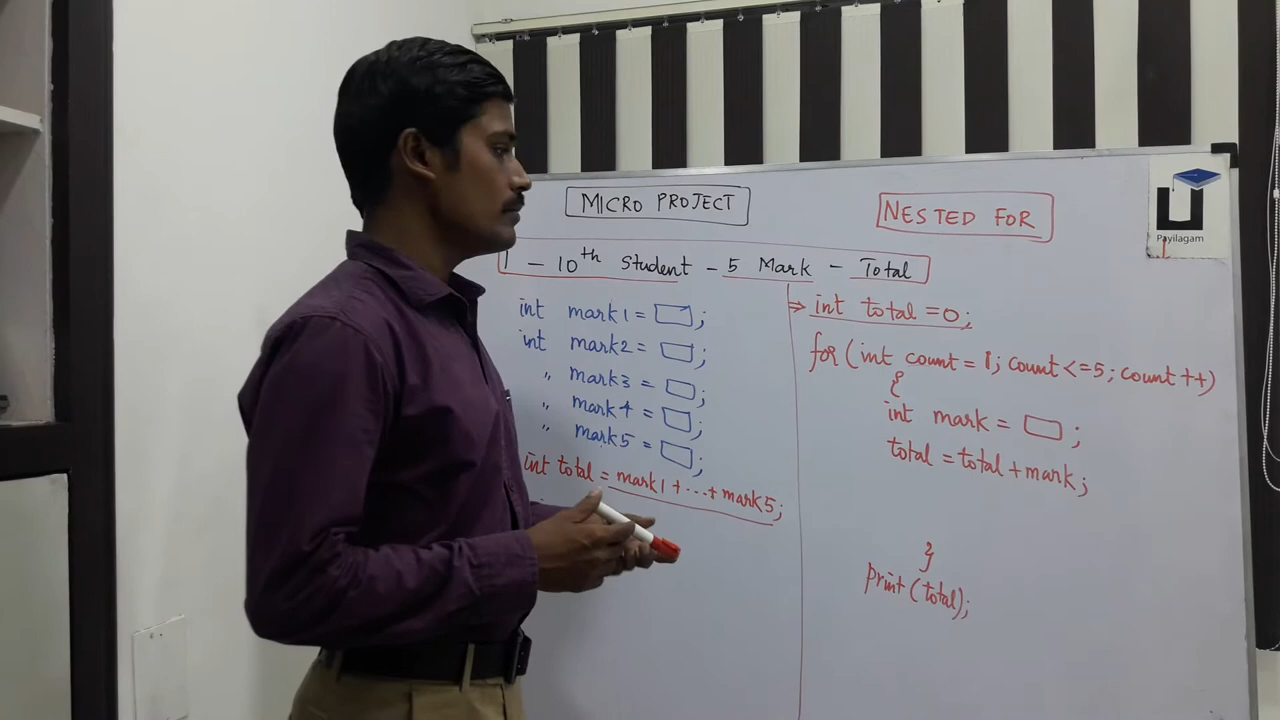 MICRO PROJECT
NESTED FOR
Payilagam
1 - 10th Student - 5 Mark - Total
int mark1 = ;
int mark2 = ;
" mark3 = ;
" mark4 = ;
" mark5 = ;
int total = mark1 + ... + mark5;
int total = 0;
for (int count = 1; count <= 5; count ++)
{
int mark = ;
total = total + mark;
}
print (total);